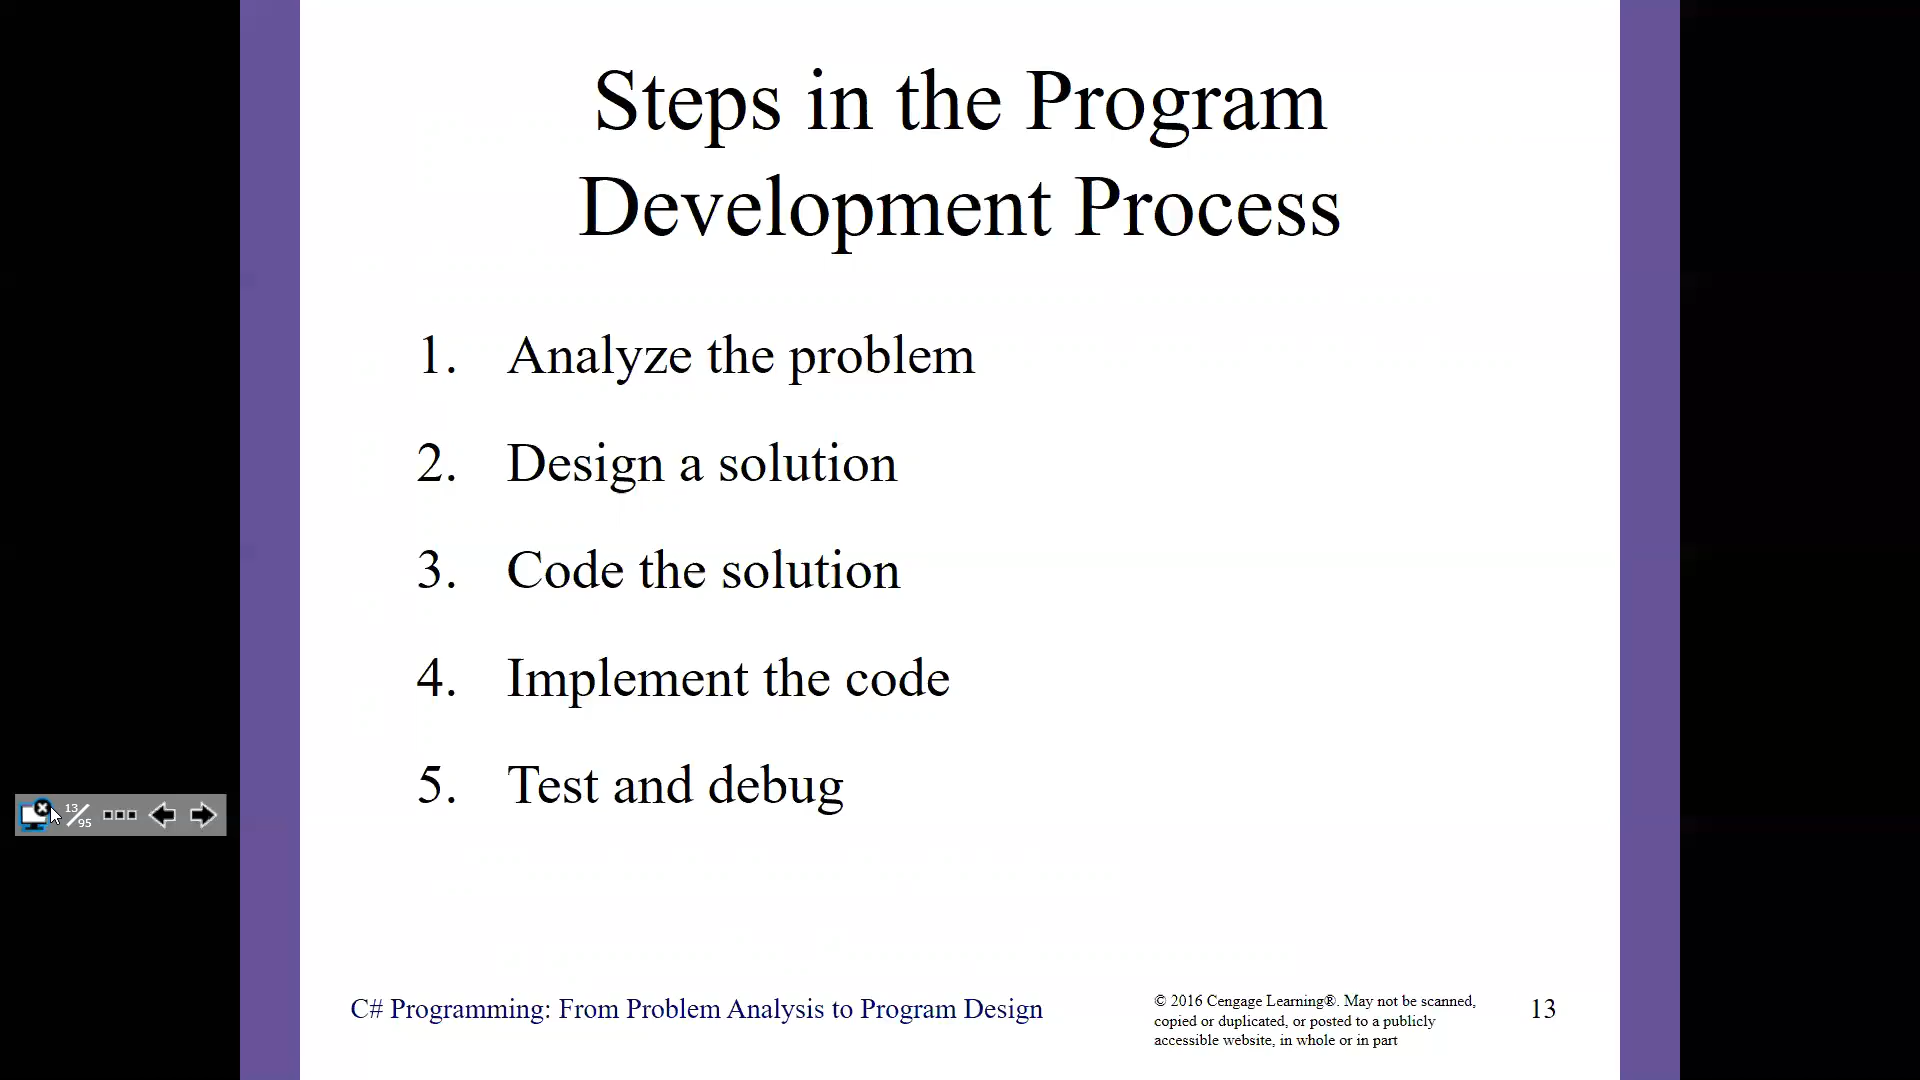 Steps in the Program
Development Process
1. Analyze the problem
2. Design a solution
3. Code the solution
4. Implement the code
5. Test and debug
13/95
C# Programming: From Problem Analysis to Program Design
© 2016 Cengage Learning®. May not be scanned,
copied or duplicated, or posted to a publicly
accessible website, in whole or in part
13